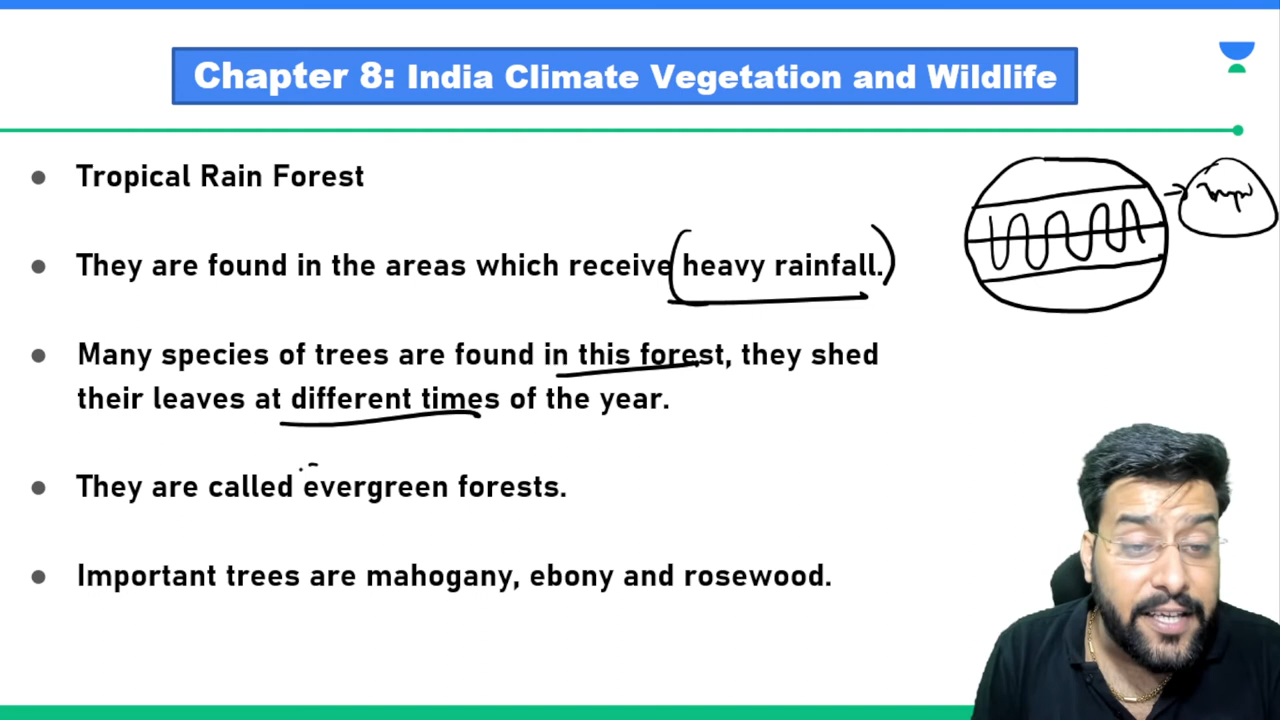 Chapter 8: India Climate Vegetation and Wildlife
Tropical Rain Forest
They are found in the areas which receive heavy rainfall.
Many species of trees are found in this forest, they shed
their leaves at different times of the year.
They are called evergreen forests.
Important trees are mahogany, ebony and rosewood.